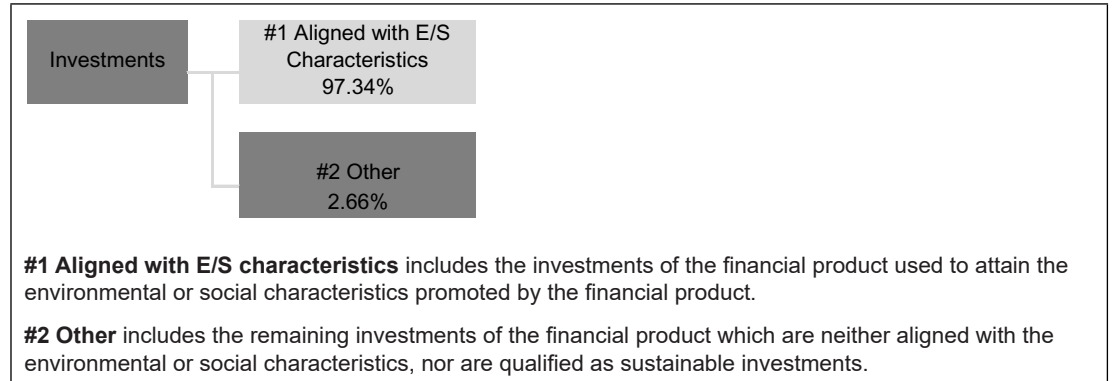 Investments
#1 Aligned with E/S
Characteristics
97.34%
#2 Other
2.66%
#1 Aligned with E/S characteristics includes the investments of the financial product used to attain the
environmental or social characteristics promoted by the financial product.
#2 Other includes the remaining investments of the financial product which are neither aligned with the
environmental or social characteristics, nor are qualified as sustainable investments.